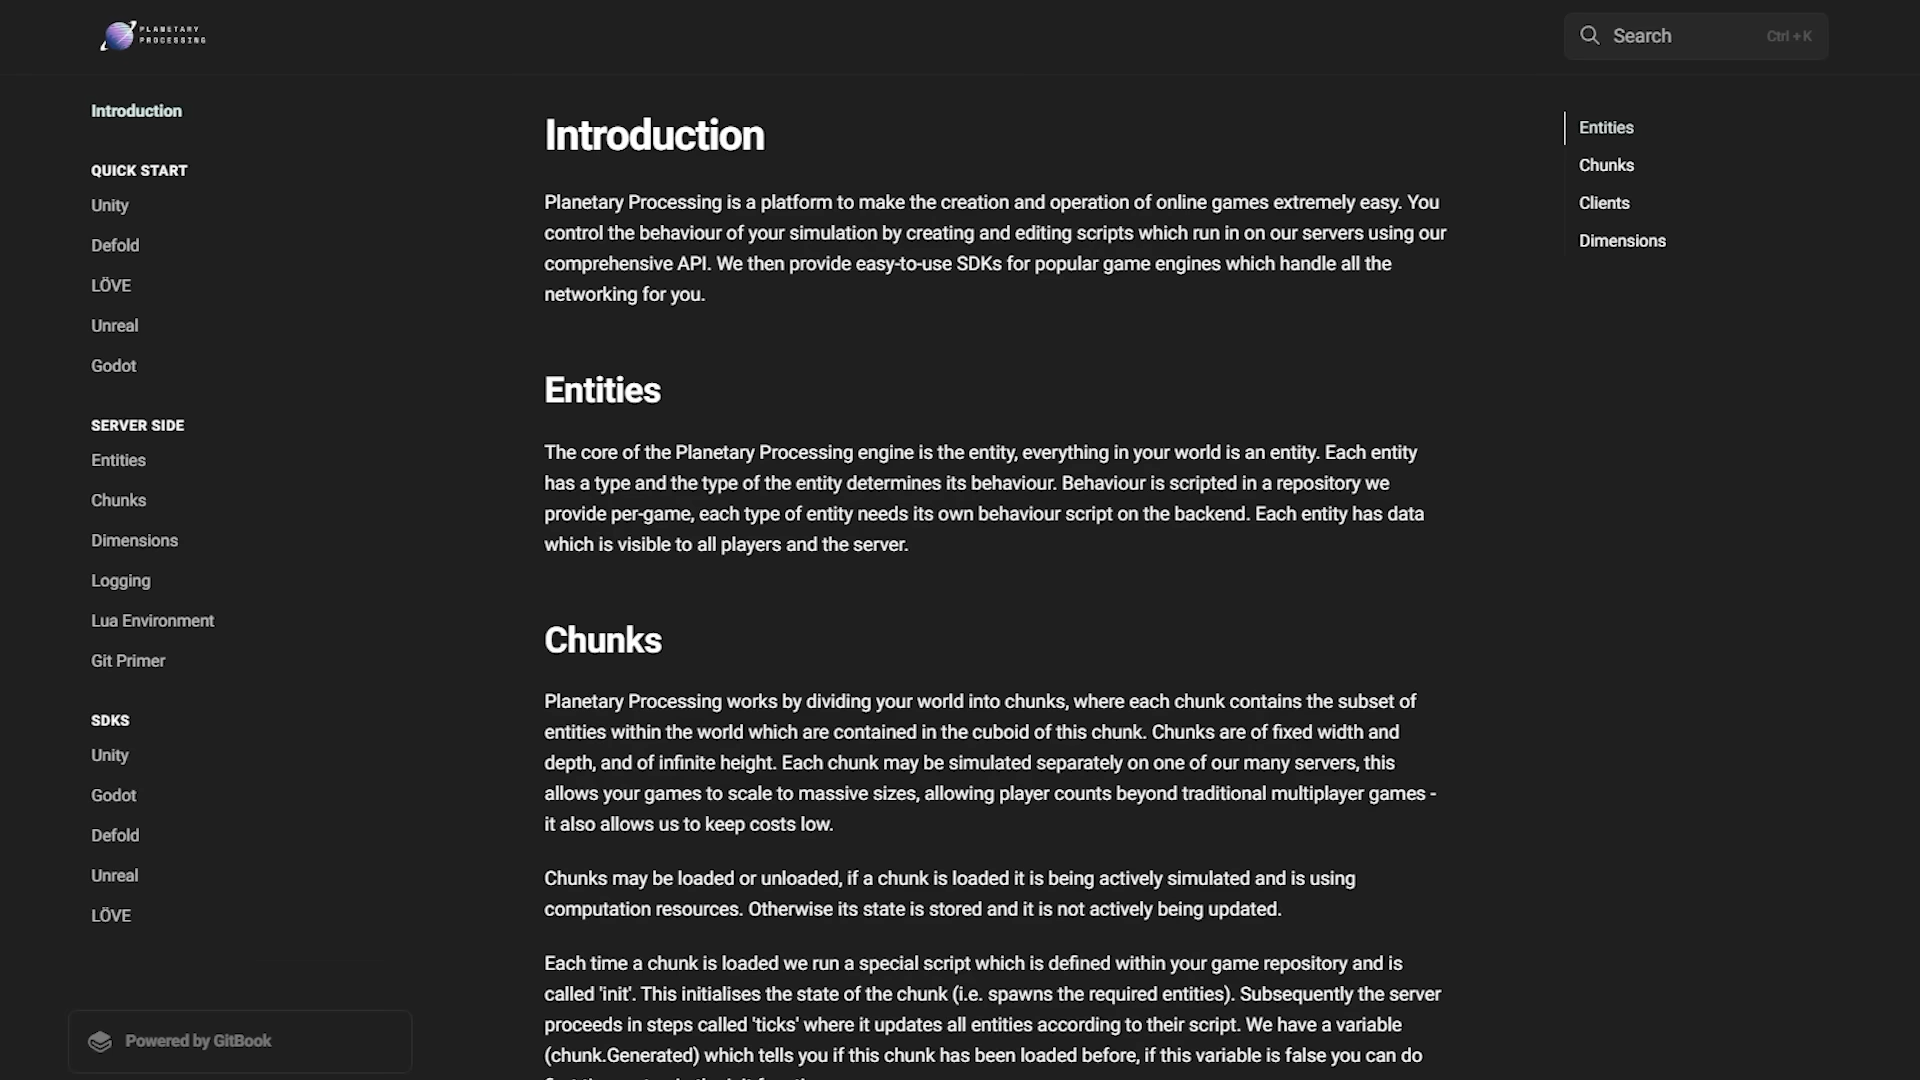 PLANETARY
PROCESSING
Search
Ctrl + K
Introduction
QUICK START
Unity
Defold
LÖVE
Unreal
Godot
SERVER SIDE
Entities
Chunks
Dimensions
Logging
Lua Environment
Git Primer
SDKS
Unity
Godot
Defold
Unreal
LÖVE
Powered by GitBook
Introduction
Planetary Processing is a platform to make the creation and operation of online games extremely easy. You
control the behaviour of your simulation by creating and editing scripts which run in on our servers using our
comprehensive API. We then provide easy-to-use SDKs for popular game engines which handle all the
networking for you.
Entities
The core of the Planetary Processing engine is the entity, everything in your world is an entity. Each entity
has a type and the type of the entity determines its behaviour. Behaviour is scripted in a repository we
provide per-game, each type of entity needs its own behaviour script on the backend. Each entity has data
which is visible to all players and the server.
Chunks
Planetary Processing works by dividing your world into chunks, where each chunk contains the subset of
entities within the world which are contained in the cuboid of this chunk. Chunks are of fixed width and
depth, and of infinite height. Each chunk may be simulated separately on one of our many servers, this
allows your games to scale to massive sizes, allowing player counts beyond traditional multiplayer games -
it also allows us to keep costs low.
Chunks may be loaded or unloaded, if a chunk is loaded it is being actively simulated and is using
computation resources. Otherwise its state is stored and it is not actively being updated.
Each time a chunk is loaded we run a special script which is defined within your game repository and is
called 'init'. This initialises the state of the chunk (i.e. spawns the required entities). Subsequently the server
proceeds in steps called 'ticks' where it updates all entities according to their script. We have a variable
(chunk.Generated) which tells you if this chunk has been loaded before, if this variable is false you can do
Entities
Chunks
Clients
Dimensions